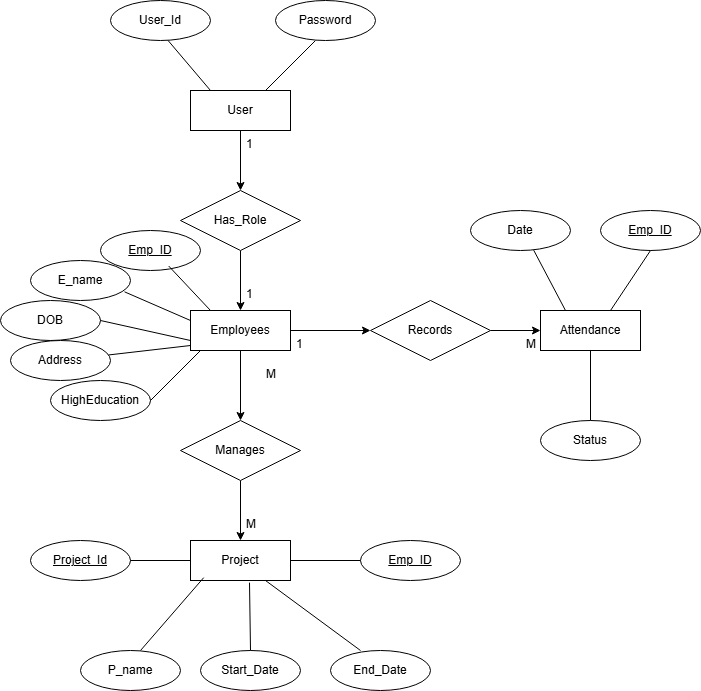 User_Id
Password
User
1
Has_Role
Emp_ID
Date
Emp_ID
E_name
1
DOB
Employees
Records
Attendance
1
M
Address
M
HighEducation
Status
Manages
M
Project_Id
Project
Emp_ID
P_name
Start_Date
End_Date